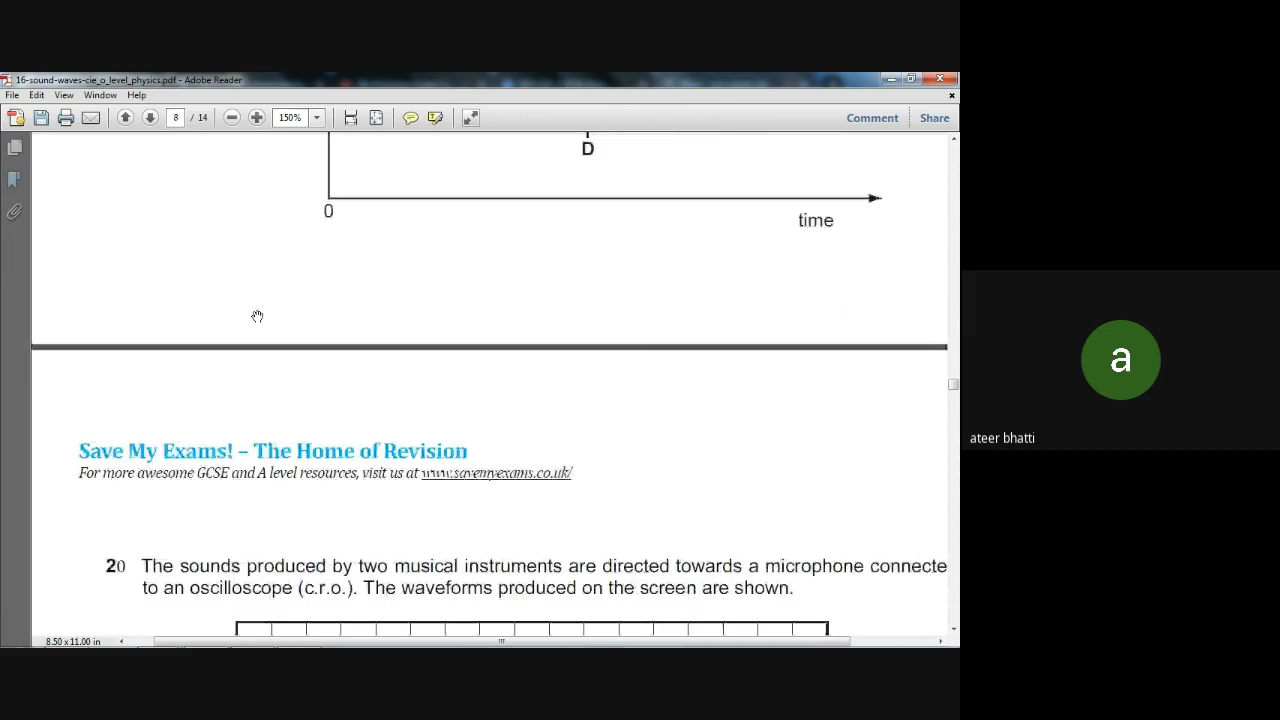 16-sound-waves-cie_o_level_physics.pdf - Adobe Reader
File Edit View Window Help
8 / 14 150% Comment Share
D
0
time
a
ateer bhatti
Save My Exams! – The Home of Revision
For more awesome GCSE and A level resources, visit us at www.savemyexams.co.uk/
20 The sounds produced by two musical instruments are directed towards a microphone connecte
to an oscilloscope (c.r.o.). The waveforms produced on the screen are shown.
8.50 x 11.00 in